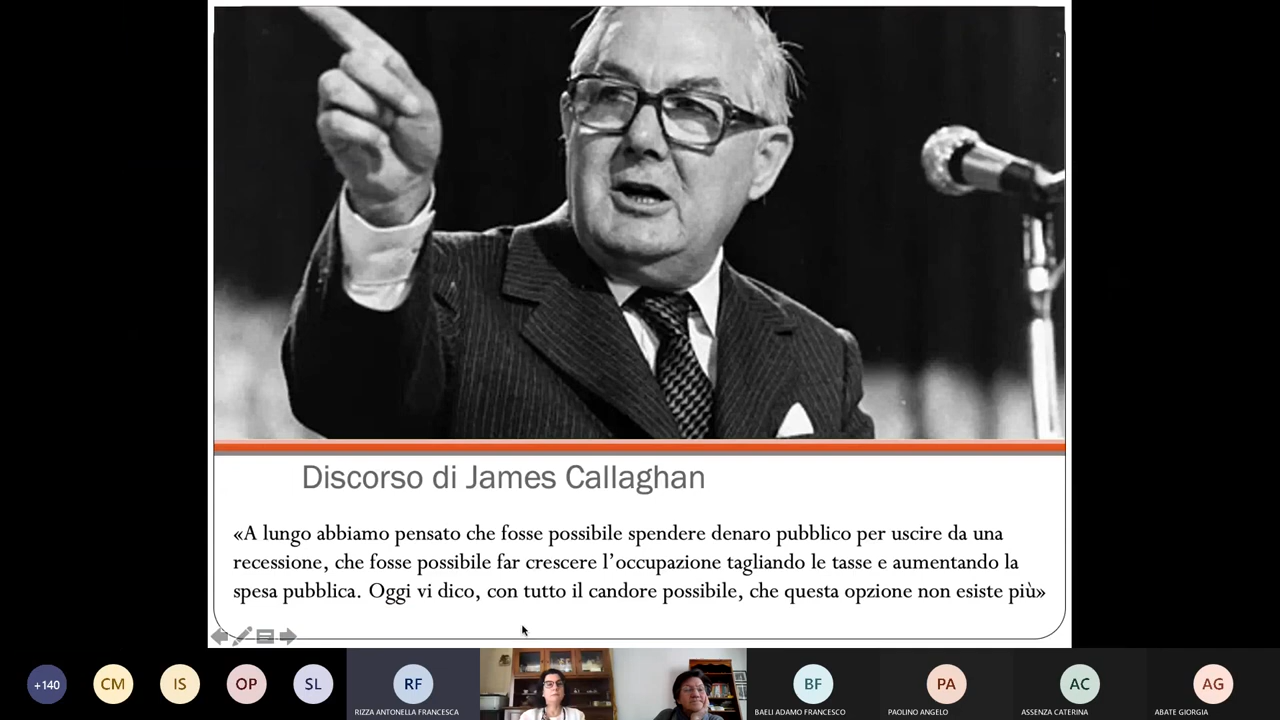 Discorso di James Callaghan
«A lungo abbiamo pensato che fosse possibile spendere denaro pubblico per uscire da una
recessione, che fosse possibile far crescere l’occupazione tagliando le tasse e aumentando la
spesa pubblica. Oggi vi dico, con tutto il candore possibile, che questa opzione non esiste più»
+140
CM
IS
OP
SL
RF
RIZZA ANTONELLA FRANCESCA
BF
BAELI ADAMO FRANCESCO
PA
PAOLINO ANGELO
AC
ASSENZA CATERINA
AG
ABATE GIORGIA